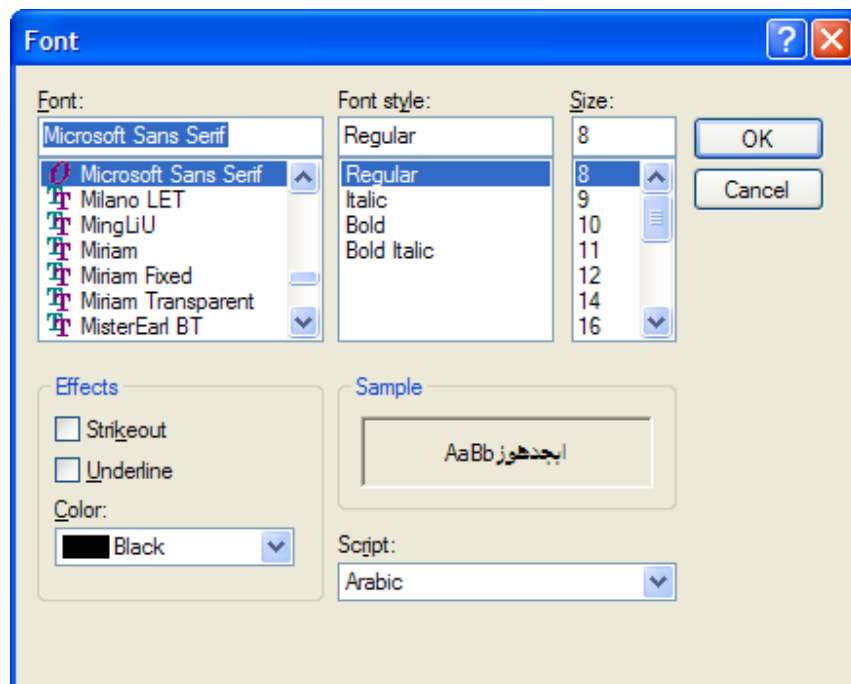 Font
Font:
Microsoft Sans Serif
Microsoft Sans Serif
Milano LET
MingLiU
Miriam
Miriam Fixed
Miriam Transparent
MisterEarl BT
Font style:
Regular
Regular
Italic
Bold
Bold Italic
Size:
8
8
9
10
11
12
14
16
OK
Cancel
Effects
Strikeout
Underline
Color:
Black
Sample
AaBbابجدهوز
Script:
Arabic